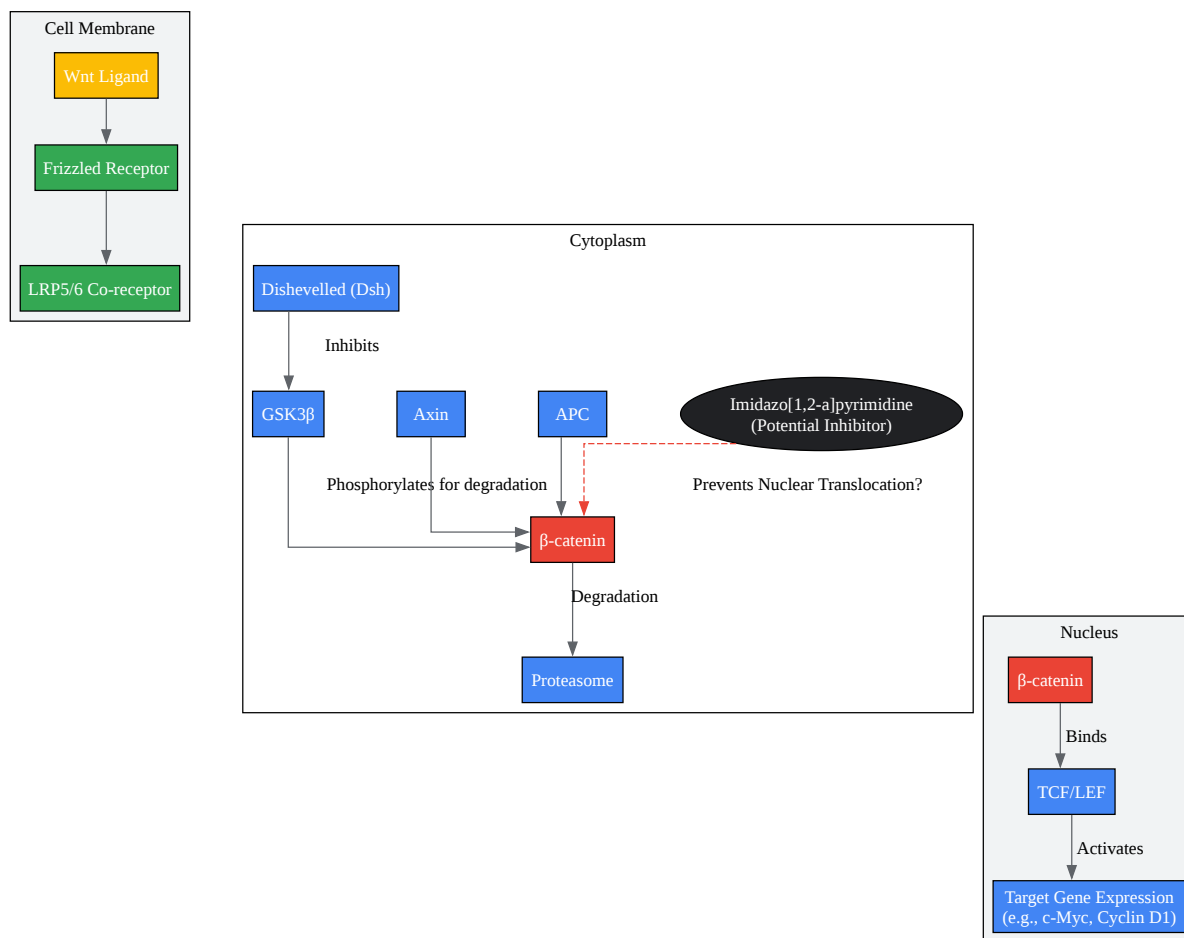 Cell Membrane
Wnt Ligand
Frizzled Receptor
LRP5/6 Co-receptor
Cytoplasm
Dishevelled (Dsh)
Inhibits
GSK3β
Axin
APC
Imidazo[1,2-a]pyrimidine
(Potential Inhibitor)
Phosphorylates for degradation
Prevents Nuclear Translocation?
β-catenin
Degradation
Proteasome
Nucleus
β-catenin
Binds
TCF/LEF
Activates
Target Gene Expression
(e.g., c-Myc, Cyclin D1)